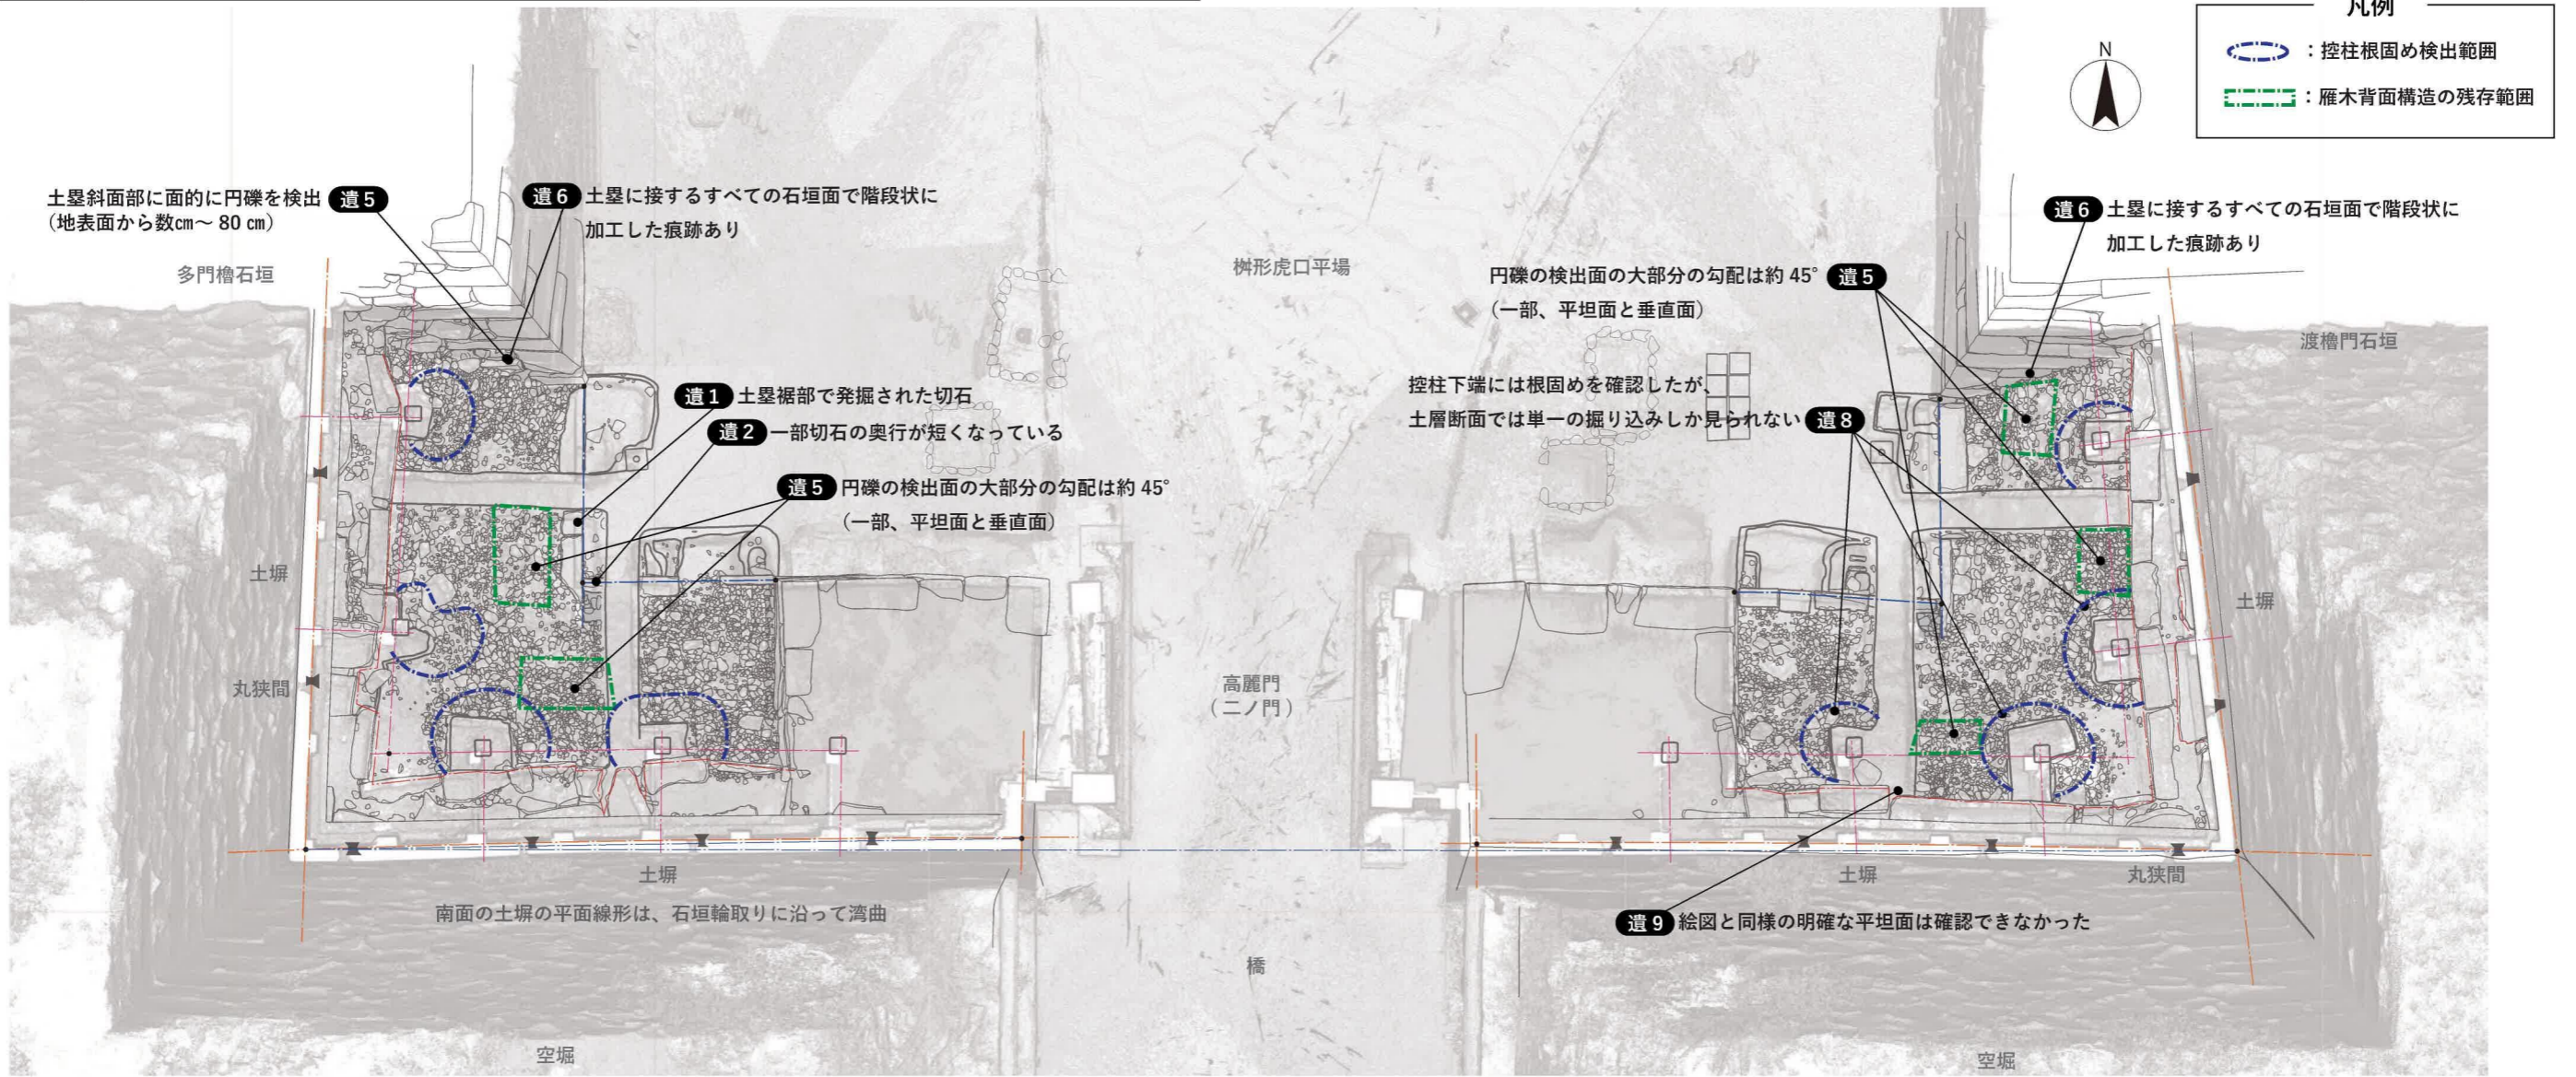 凡例
N
：控柱根固め検出範囲
：雁木背面構造の残存範囲
土塁斜面部に面的に円礫を検出 遺5
（地表面から数㎝～ 80 ㎝）
遺6 土塁に接するすべての石垣面で階段状に
加工した痕跡あり
遺6 土塁に接するすべての石垣面で階段状に
加工した痕跡あり
多門櫓石垣
桝形虎口平場
円礫の検出面の大部分の勾配は約 45° 遺5
（一部、平坦面と垂直面）
渡櫓門石垣
遺1 土塁裾部で発掘された切石
遺2 一部切石の奥行が短くなっている
控柱下端には根固めを確認したが、
土層断面では単一の掘り込みしか見られない 遺8
遺5 円礫の検出面の大部分の勾配は約 45°
（一部、平坦面と垂直面）
土塀
丸狭間
高麗門
（二ノ門）
土塀
土塀
土塀
丸狭間
南面の土塀の平面線形は、石垣輪取りに沿って湾曲
遺9 絵図と同様の明確な平坦面は確認できなかった
橋
空堀
空堀